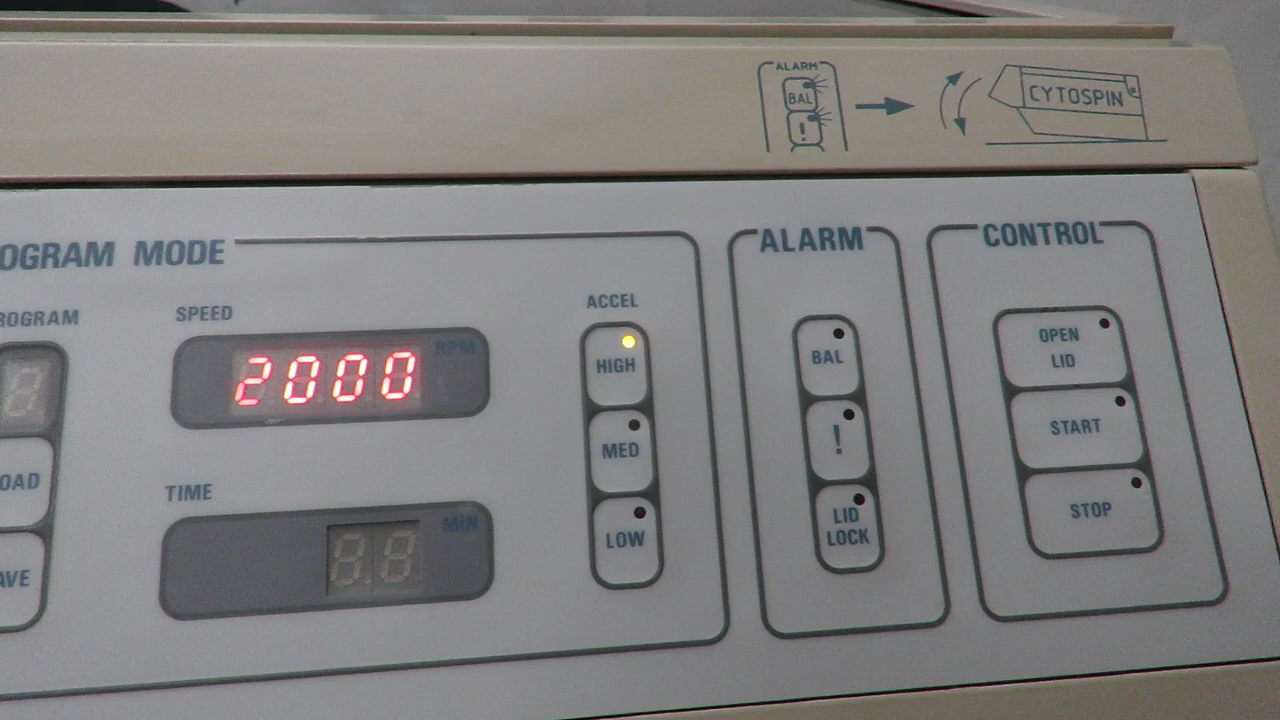 ALARM
BAL
!
CYTOSPIN
OGRAM MODE
ROGRAM
OAD
AVE
SPEED
2000
RPM
TIME
MIN
ACCEL
HIGH
MED
LOW
ALARM
BAL
!
LID
LOCK
CONTROL
OPEN
LID
START
STOP